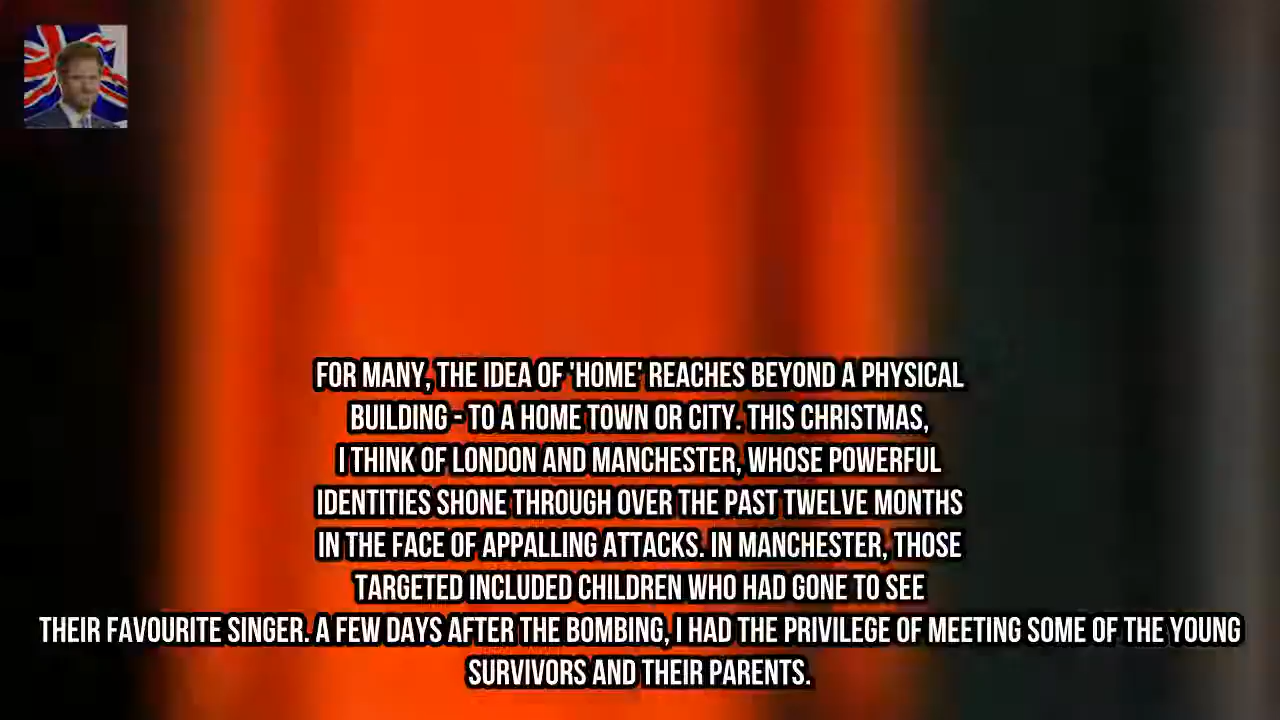 FOR MANY, THE IDEA OF 'HOME' REACHES BEYOND A PHYSICAL
BUILDING - TO A HOME TOWN OR CITY. THIS CHRISTMAS,
I THINK OF LONDON AND MANCHESTER, WHOSE POWERFUL
IDENTITIES SHONE THROUGH OVER THE PAST TWELVE MONTHS
IN THE FACE OF APPALLING ATTACKS. IN MANCHESTER, THOSE
TARGETED INCLUDED CHILDREN WHO HAD GONE TO SEE
THEIR FAVOURITE SINGER. A FEW DAYS AFTER THE BOMBING, I HAD THE PRIVILEGE OF MEETING SOME OF THE YOUNG
SURVIVORS AND THEIR PARENTS.